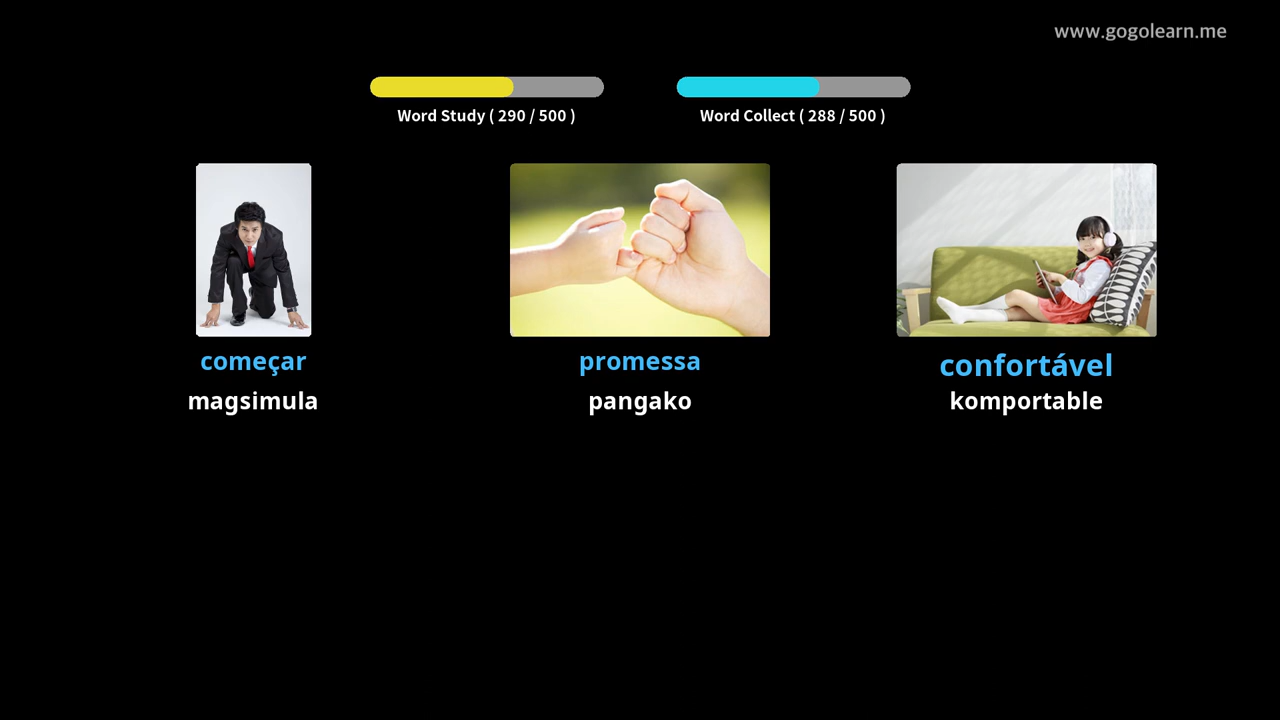 www.gogolearn.me
Word Study ( 290 / 500 )
Word Collect ( 288 / 500 )
começar
promessa
confortável
magsimula
pangako
komportable